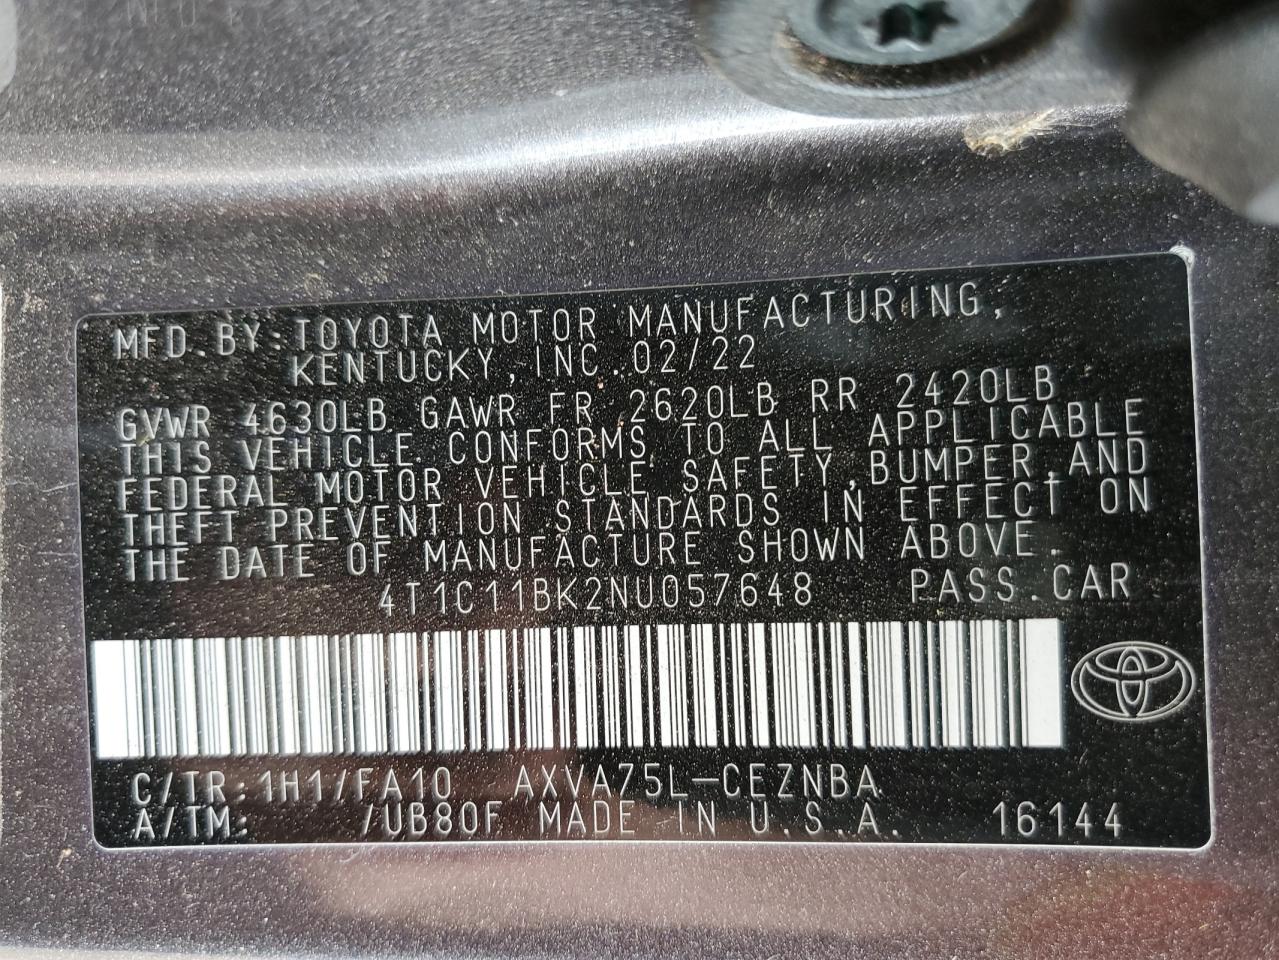 MFD. BY: TOYOTA MOTOR MANUFACTURING,
KENTUCKY, INC. 02/22
GVWR 4630LB GAWR FR 2620LB RR 2420LB
THIS VEHICLE CONFORMS TO ALL APPLICABLE
FEDERAL MOTOR VEHICLE SAFETY, BUMPER, AND
THEFT PREVENTION STANDARDS IN EFFECT ON
THE DATE OF MANUFACTURE SHOWN ABOVE.
4T1C11BK2NU057648 PASS. CAR
C/TR: 1H1/FA10 AXVA75L-CEZNBA
A/TM: /UB80F MADE IN U.S.A. 16144